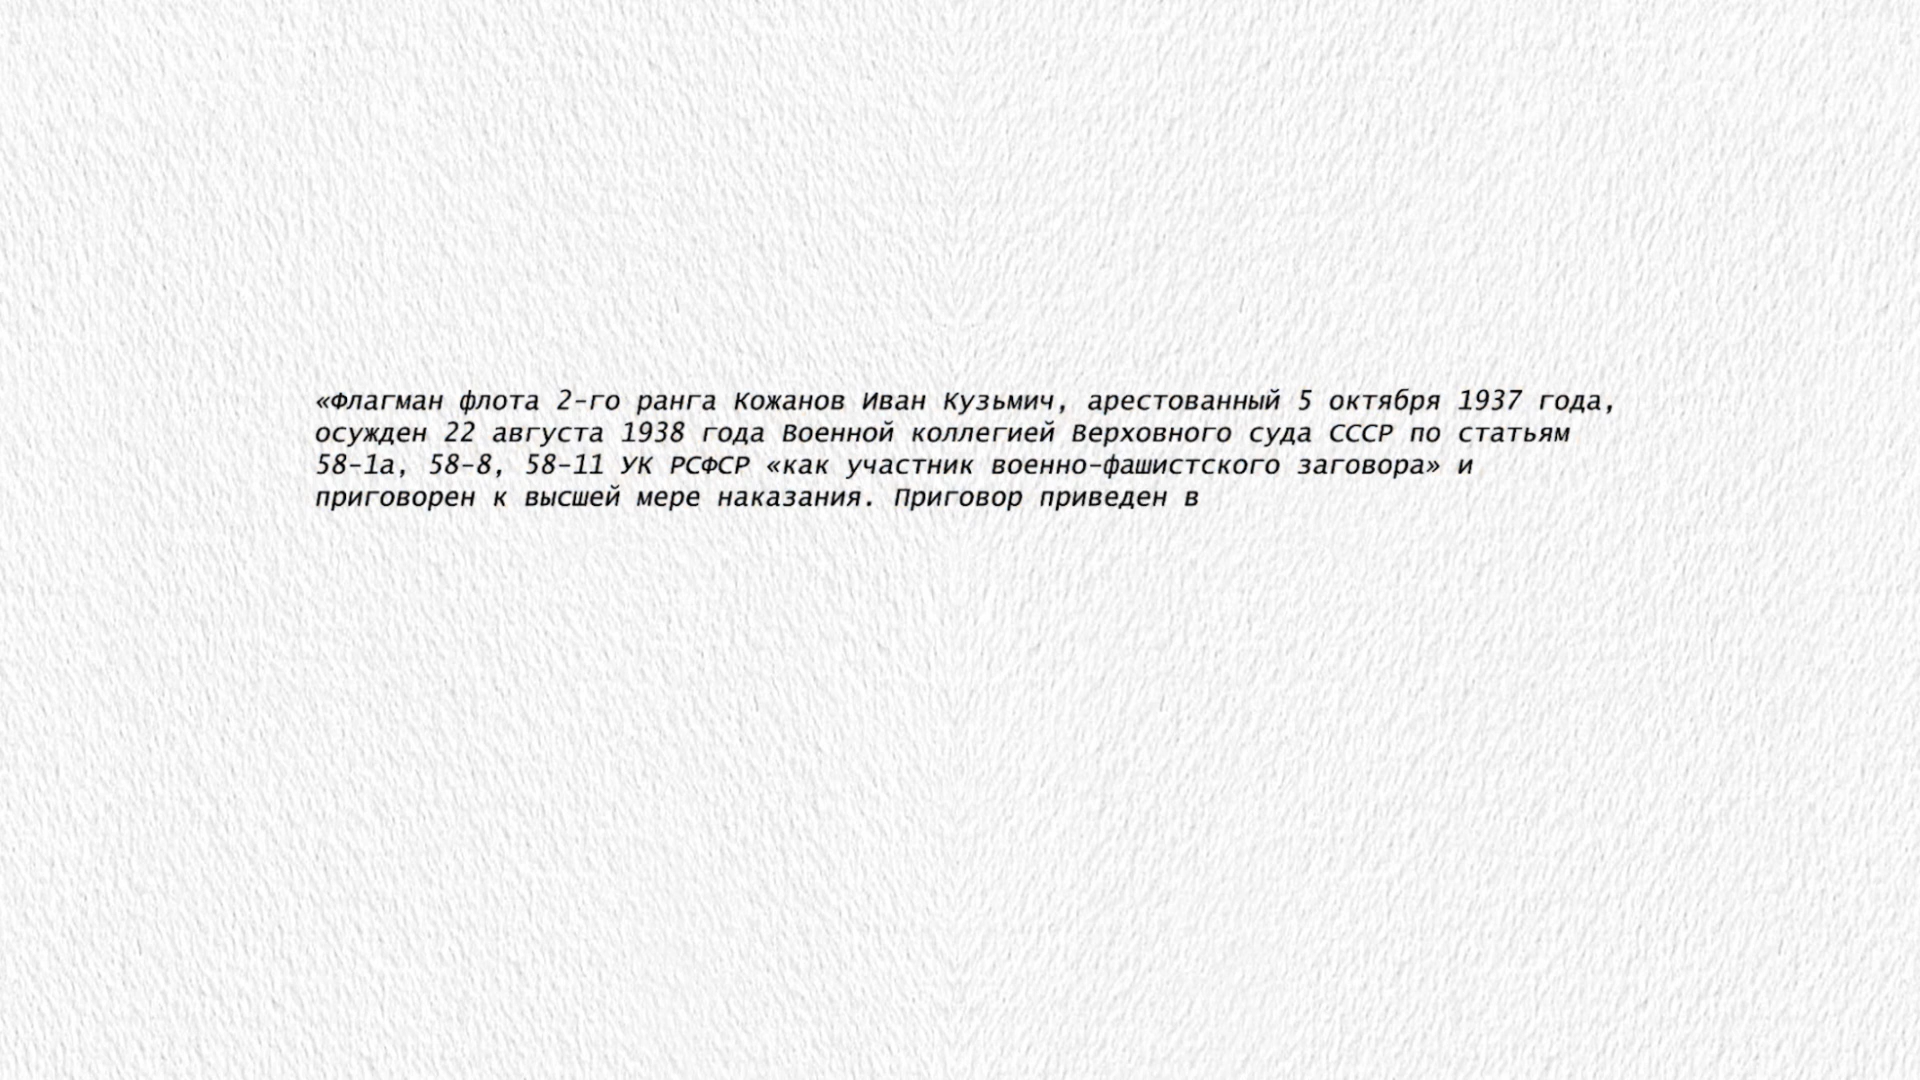 «Флагман флота 2-го ранга Кожанов Иван Кузьмич, арестованный 5 октября 1937 года,
осужден 22 августа 1938 года Военной коллегией Верховного суда СССР по статьям
58-1а, 58-8, 58-11 УК РСФСР «как участник военно-фашистского заговора» и
приговорен к высшей мере наказания. Приговор приведен в